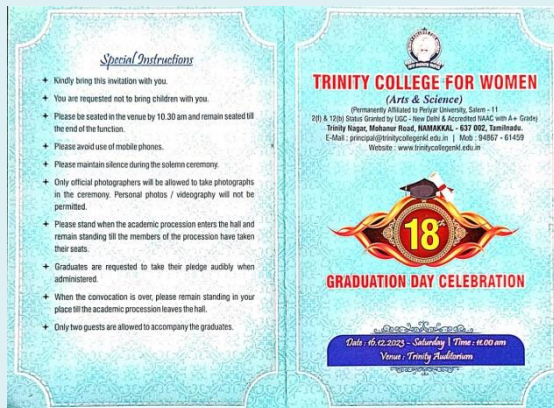 Special Instructions
Kindly bring this invitation with you.
You are requested not to bring children with you.
Please be seated in the venue by 10.30 am and remain seated till
the end of the function.
Please avoid use of mobile phones.
Please maintain silence during the solemn ceremony.
Only official photographers will be allowed to take photographs
in the ceremony. Personal photos / videography will not be
permitted.
Please stand when the academic procession enters the hall and
remain standing till the members of the procession have taken
their seats.
Graduates are requested to take their pledge audibly when
administered.
When the convocation is over, please remain standing in your
place till the academic procession leaves the hall.
Only two guests are allowed to accompany the graduates.
TRINITY COLLEGE FOR WOMEN
(Arts & Science)
(Permanently Affiliated to Periyar University, Salem - 11
2(f) & 12(b) Status Granted by UGC - New Delhi & Accredited NAAC with A+ Grade)
Trinity Nagar, Mohanur Road, NAMAKKAL - 637 002, Tamilnadu.
E-Mail : principal@trinitycollegenkl.edu.in | Mob : 94867 - 61459
Website : www.trinitycollegenkl.edu.in
18th
GRADUATION DAY CELEBRATION
Date : 16.12.2023 - Saturday | Time : 11.00 am
Venue : Trinity Auditorium